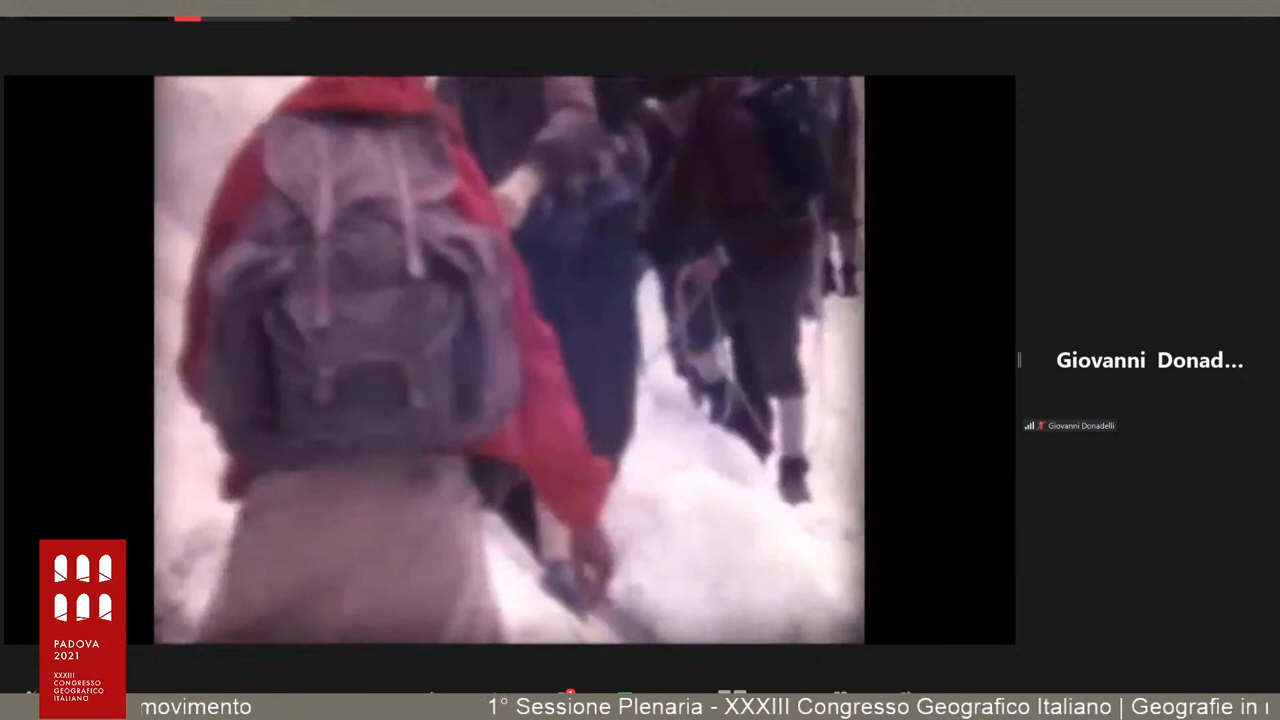 Giovanni Donad...
Giovanni Donadelli
PADOVA
2021
XXXIII
CONGRESSO
GEOGRAFICO
ITALIANO
movimento 1° Sessione Plenaria - XXXIII Congresso Geografico Italiano | Geografie in